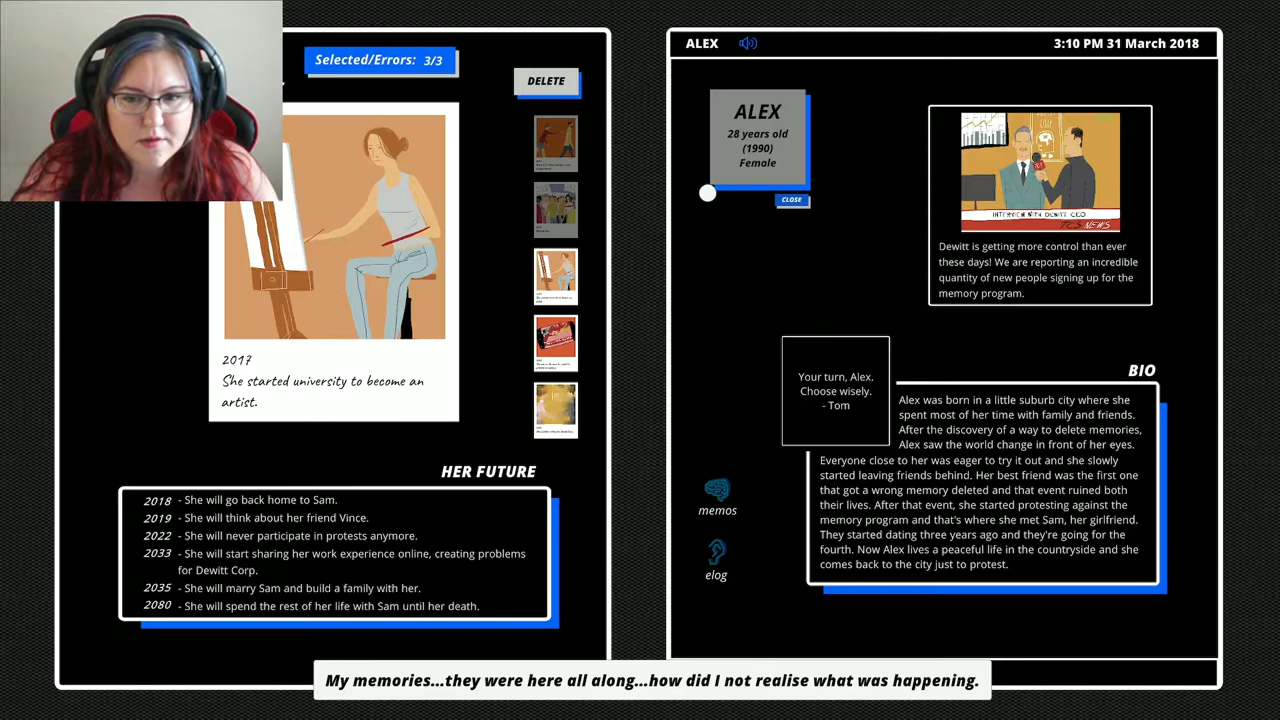 Selected/Errors: 3/3
DELETE
2017
She started university to become an
artist.
HER FUTURE
2018 - She will go back home to Sam.
2019 - She will think about her friend Vince.
2022 - She will never participate in protests anymore.
2033 - She will start sharing her work experience online, creating problems
for Dewitt Corp.
2035 - She will marry Sam and build a family with her.
2080 - She will spend the rest of her life with Sam until her death.
ALEX
3:10 PM 31 March 2018
ALEX
28 years old
(1990)
Female
CLOSE
INTERVIEW WITH DEWITT CEO
NEWS
Dewitt is getting more control than ever
these days! We are reporting an incredible
quantity of new people signing up for the
memory program.
Your turn, Alex.
Choose wisely.
- Tom
BIO
Alex was born in a little suburb city where she
spent most of her time with family and friends.
After the discovery of a way to delete memories,
Alex saw the world change in front of her eyes.
Everyone close to her was eager to try it out and she slowly
started leaving friends behind. Her best friend was the first one
that got a wrong memory deleted and that event ruined both
their lives. After that event, she started protesting against the
memory program and that's where she met Sam, her girlfriend.
They started dating three years ago and they're going for the
fourth. Now Alex lives a peaceful life in the countryside and she
comes back to the city just to protest.
memos
elog
My memories...they were here all along...how did I not realise what was happening.